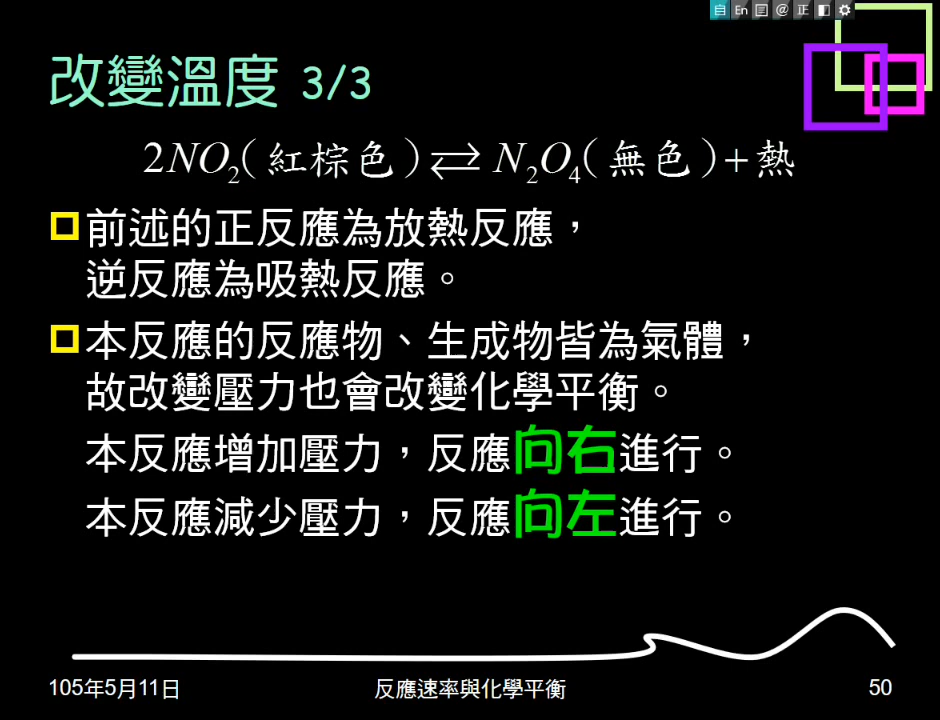 自 En @ 正
改變溫度 3/3
2NO₂(紅棕色)⇌N₂O₄(無色)+熱
前述的正反應為放熱反應，
逆反應為吸熱反應。
本反應的反應物、生成物皆為氣體，
故改變壓力也會改變化學平衡。
本反應增加壓力，反應向右進行。
本反應減少壓力，反應向左進行。
105年5月11日 反應速率與化學平衡 50